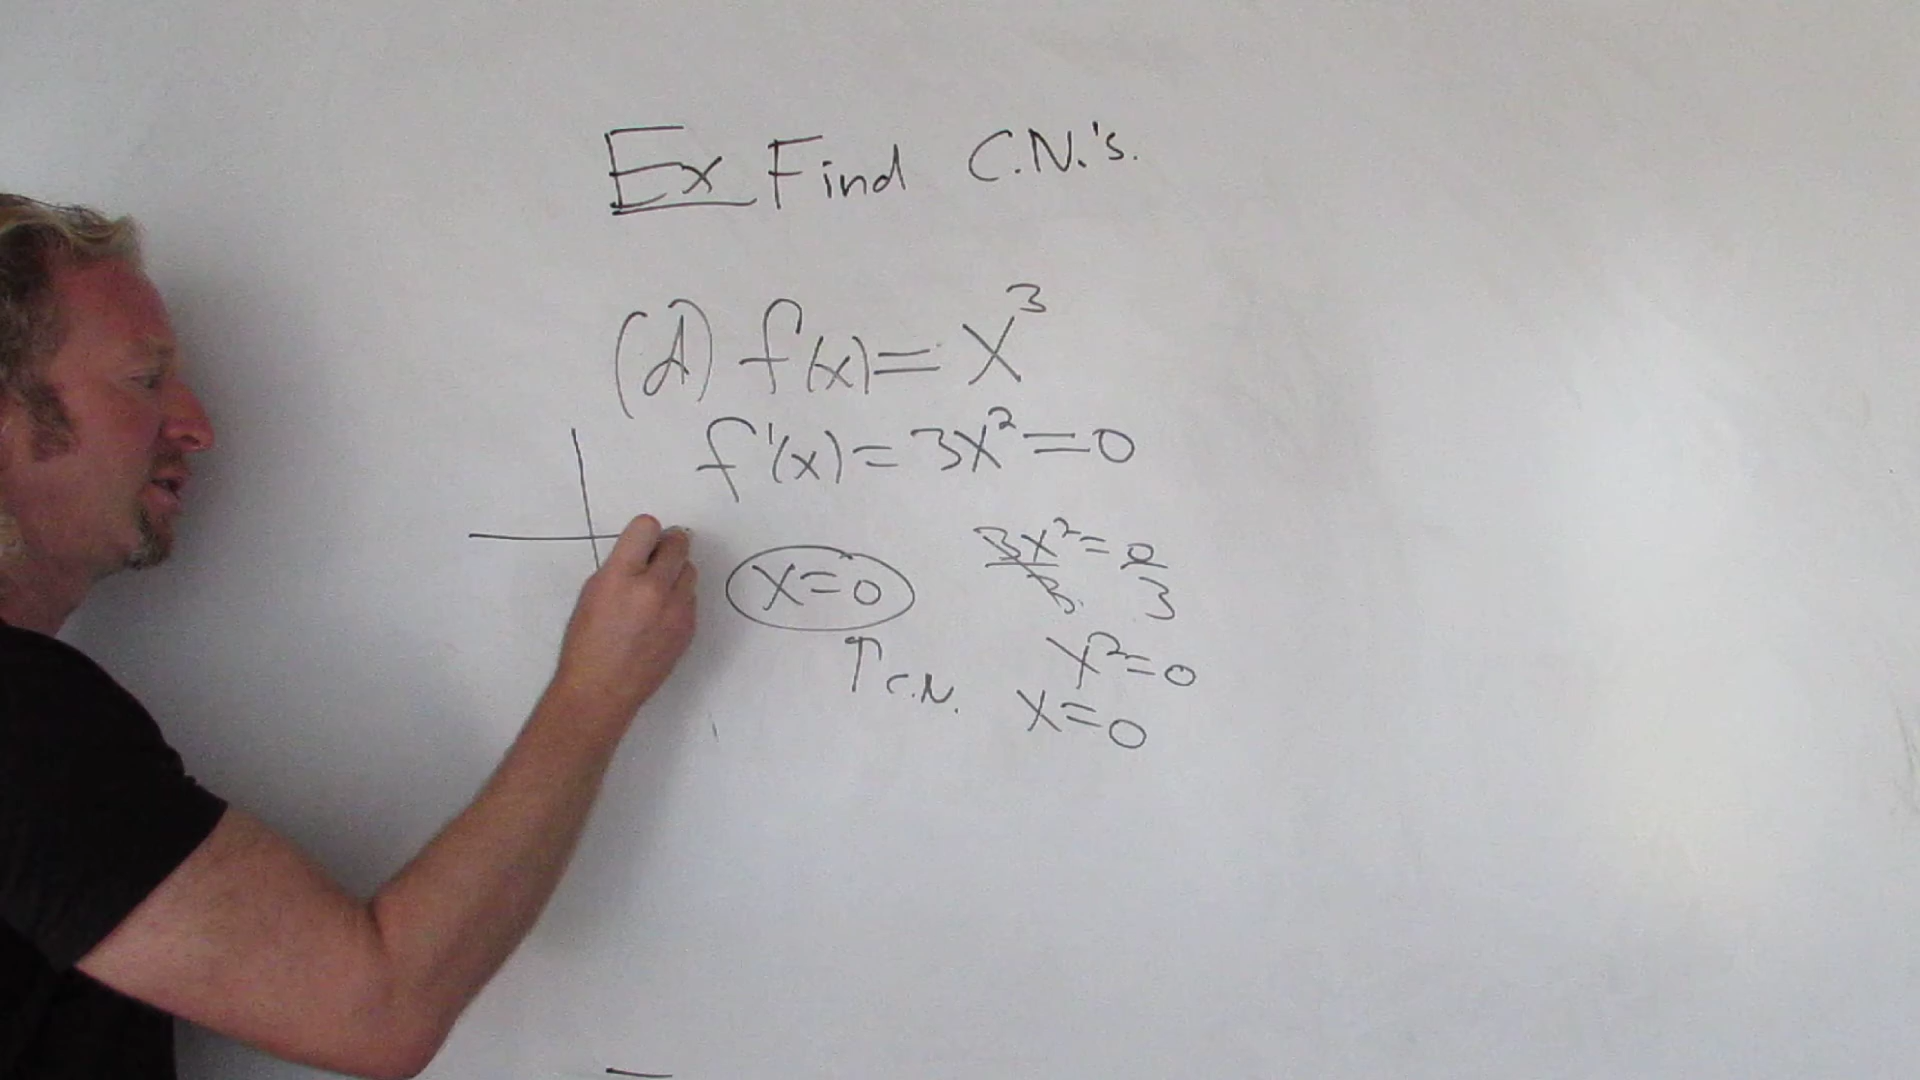 Ex Find C.N.'s.
(A) f(x) = x³
f'(x) = 3x² = 0
3x²/3 = 0/3
x = 0
x² = 0
↑ C.N.
x = 0